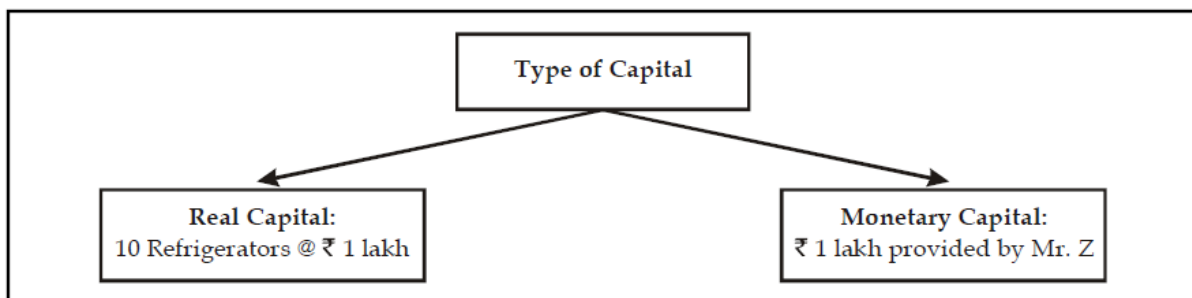 Type of Capital
Real Capital:
10 Refrigerators @ ₹ 1 lakh
Monetary Capital:
₹ 1 lakh provided by Mr. Z